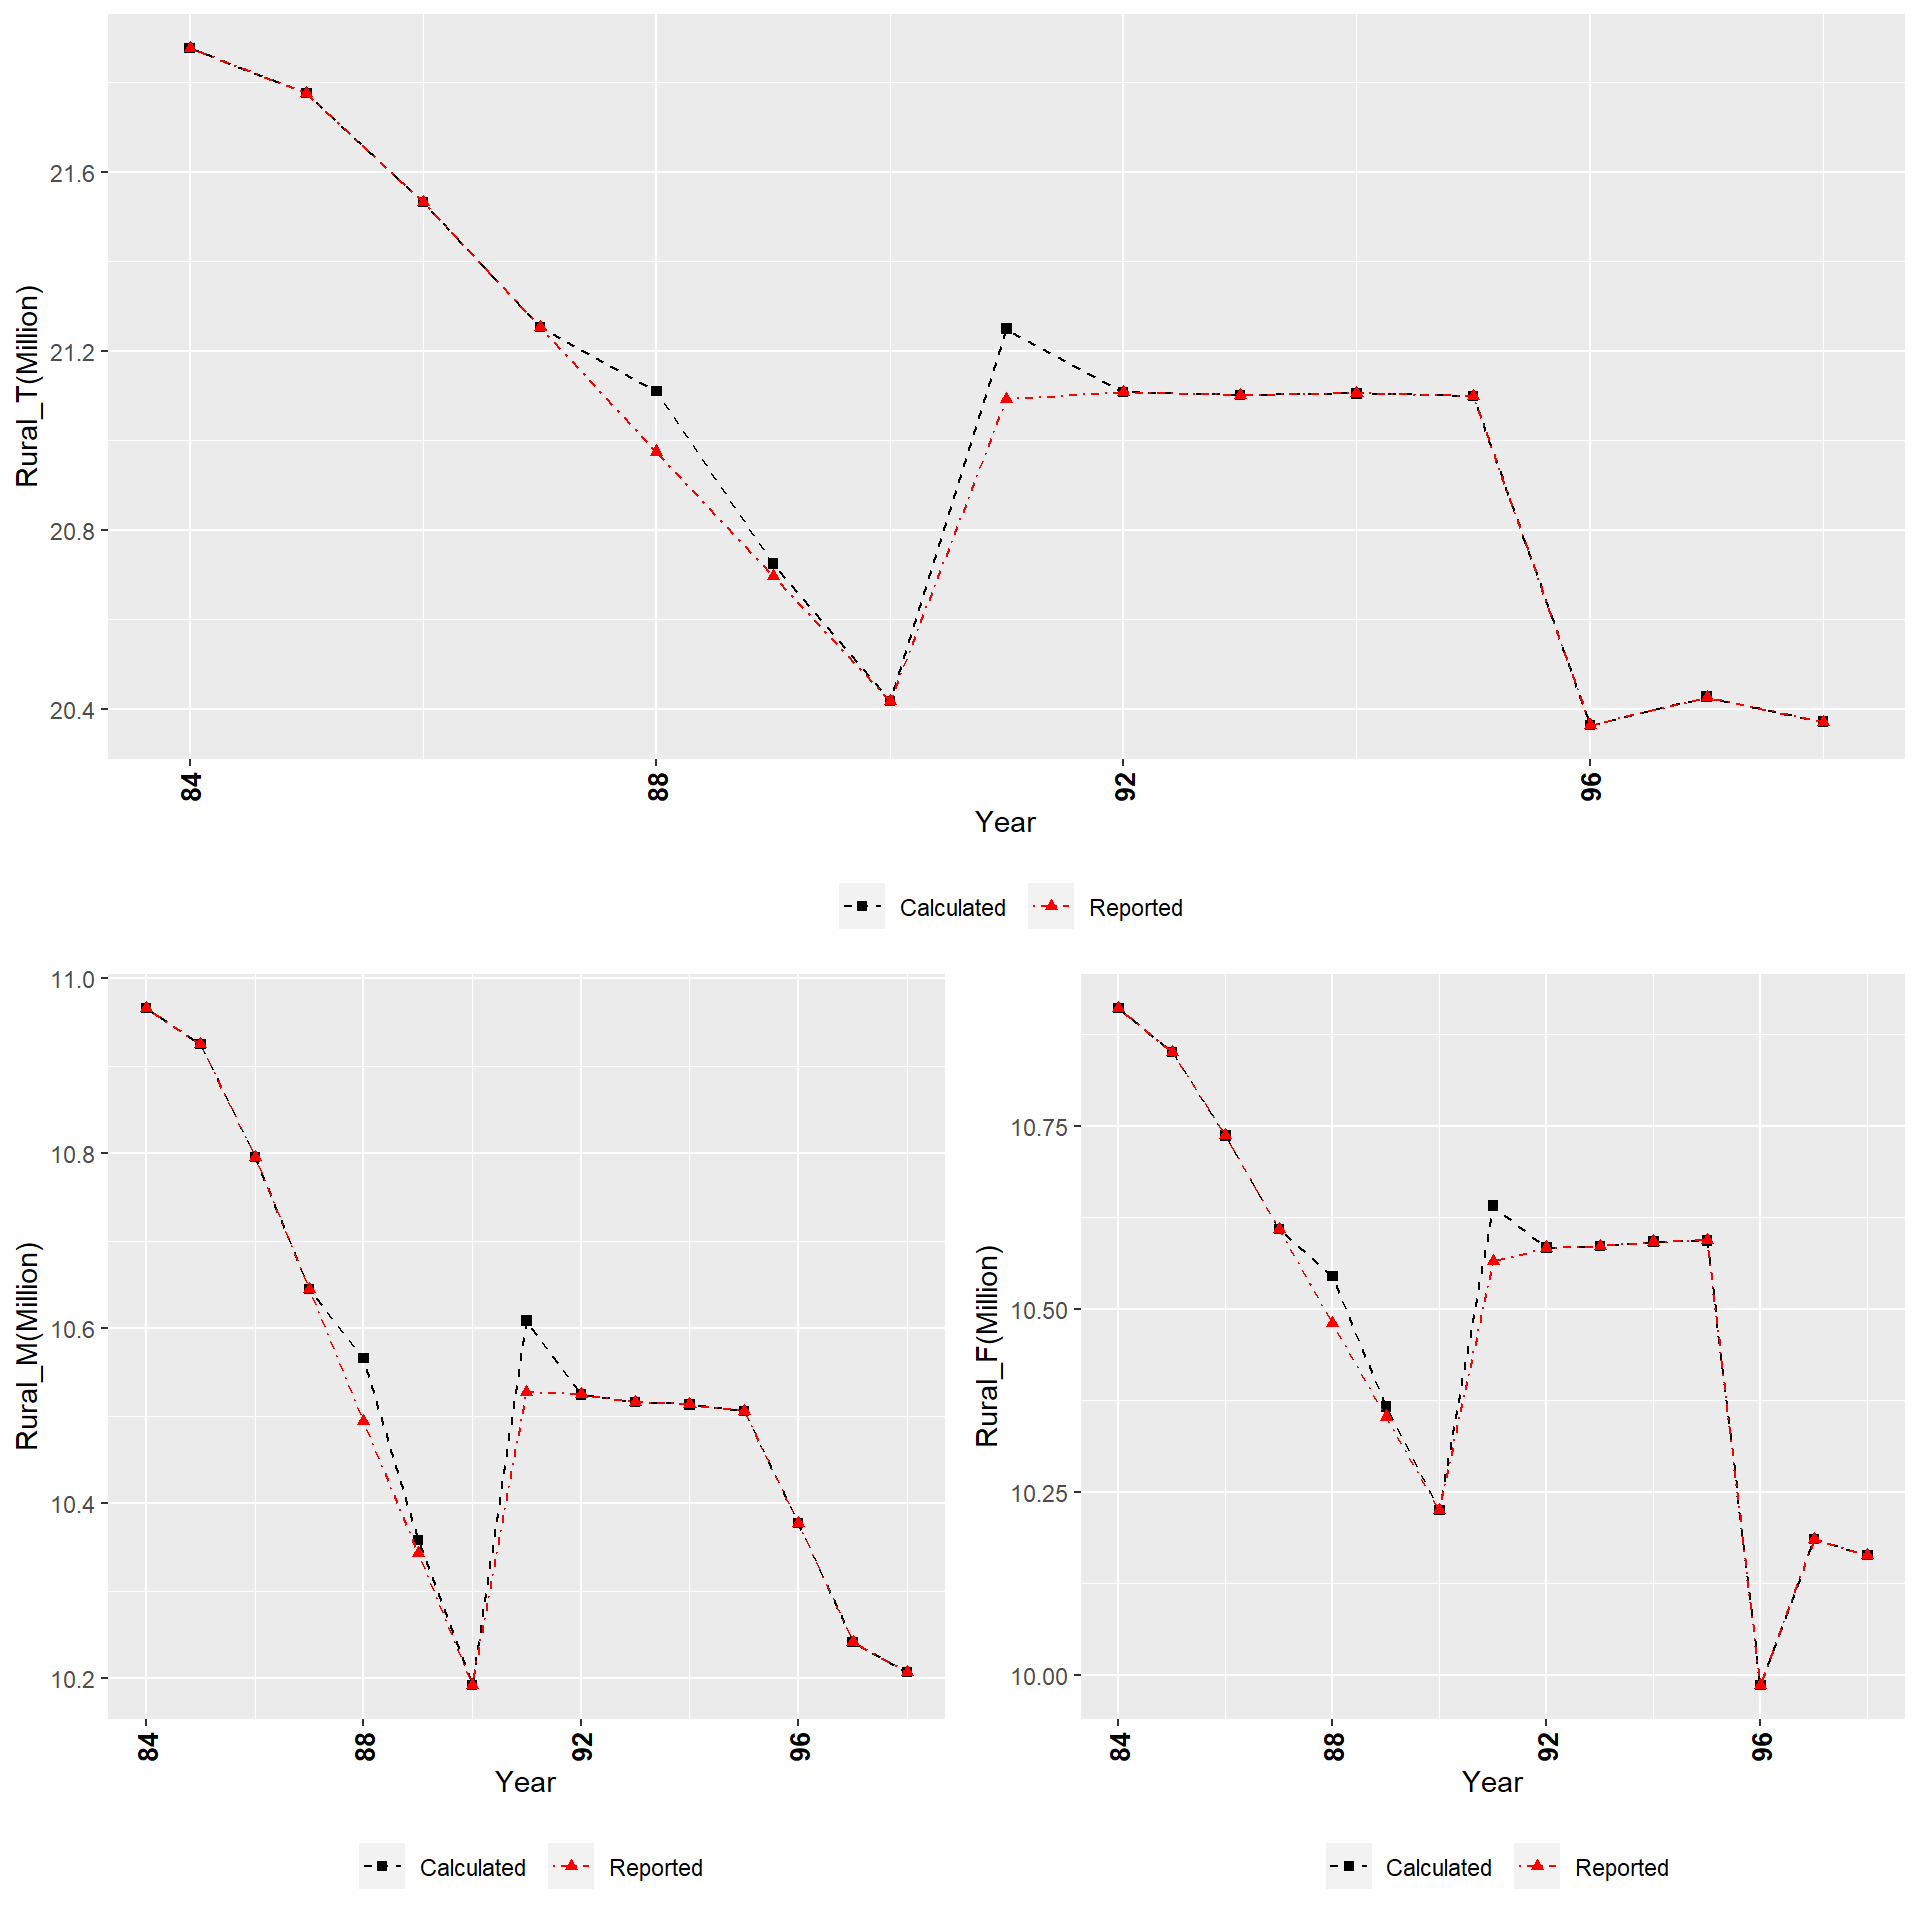 Rural_T(Million)
21.6
21.2
20.8
20.4
84
88
92
96
Year
Calculated
Reported
Rural_M(Million)
11.0
10.8
10.6
10.4
10.2
84
88
92
96
Year
Calculated
Reported
Rural_F(Million)
10.75
10.50
10.25
10.00
84
88
92
96
Year
Calculated
Reported